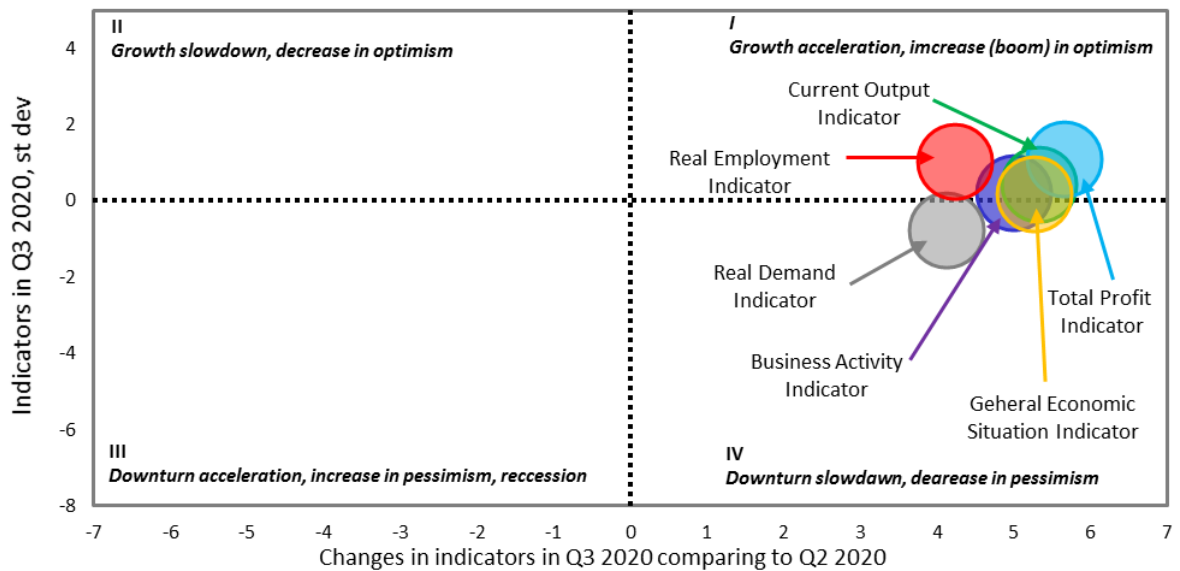 II
Growth slowdown, decrease in optimism
I
Growth acceleration, imcrease (boom) in optimism
Current Output
Indicator
Real Employment
Indicator
Real Demand
Indicator
Total Profit
Indicator
Business Activity
Indicator
Geheral Economic
Situation Indicator
III
Downturn acceleration, increase in pessimism, reccession
IV
Downturn slowdawn, dearease in pessimism
Indicators in Q3 2020, st dev
4
2
0
-2
-4
-6
-8
-7 -6 -5 -4 -3 -2 -1 0 1 2 3 4 5 6 7
Changes in indicators in Q3 2020 comparing to Q2 2020